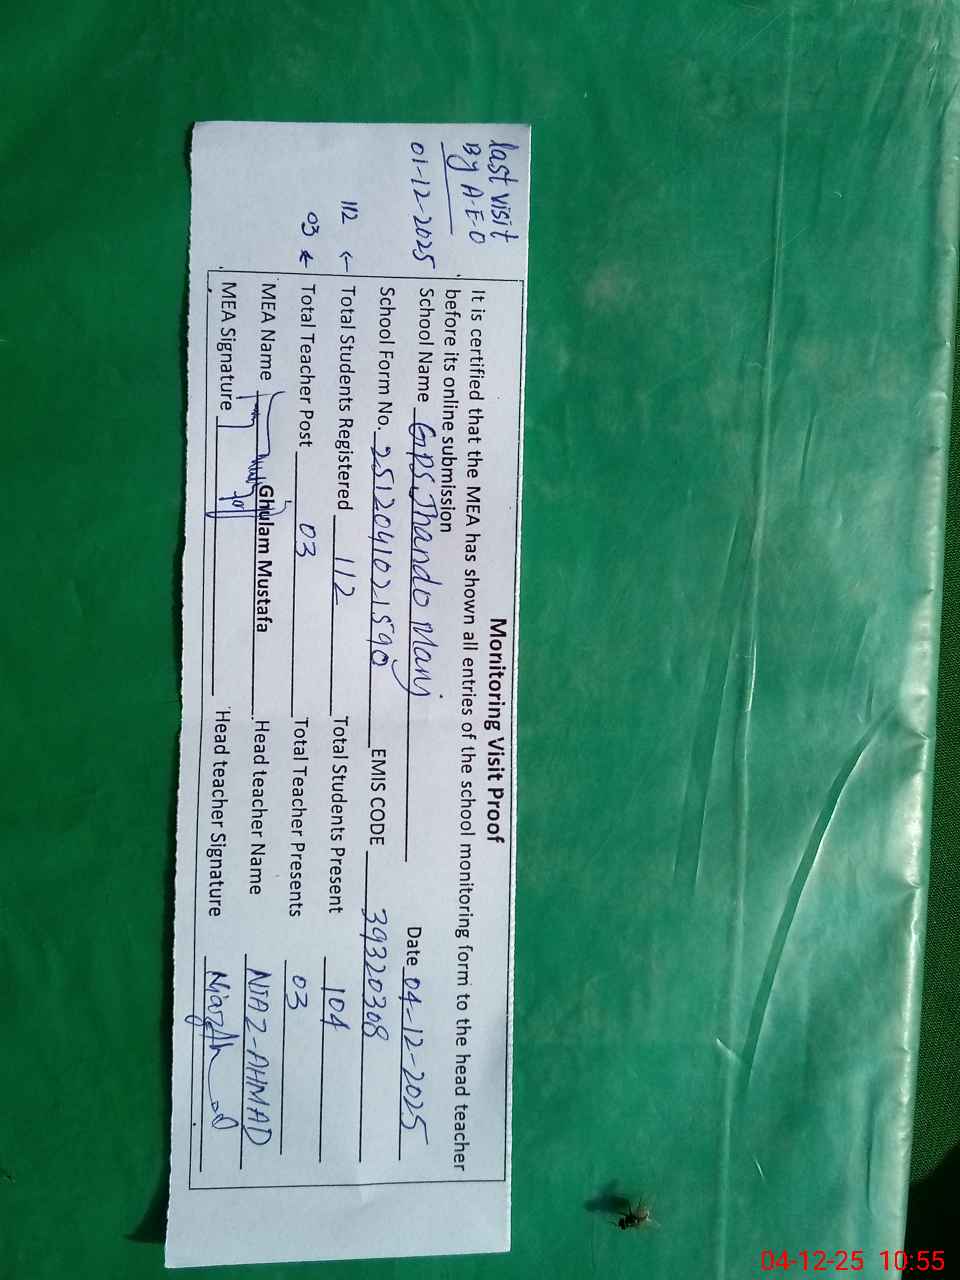 last visit
By A-E-O
01-12-2025
112 ←
03 ←
Monitoring Visit Proof
It is certified that the MEA has shown all entries of the school monitoring form to the head teacher
before its online submission
School Name GPS Jhando Manj Date 04-12-2025
School Form No. 2512041021590 EMIS CODE 39320308
Total Students Registered 112 Total Students Present 104
Total Teacher Post 03 Total Teacher Presents 03
MEA Name Ghulam Mustafa Head teacher Name NIAZ-AHMAD
MEA Signature Head teacher Signature
04-12-25 10:55